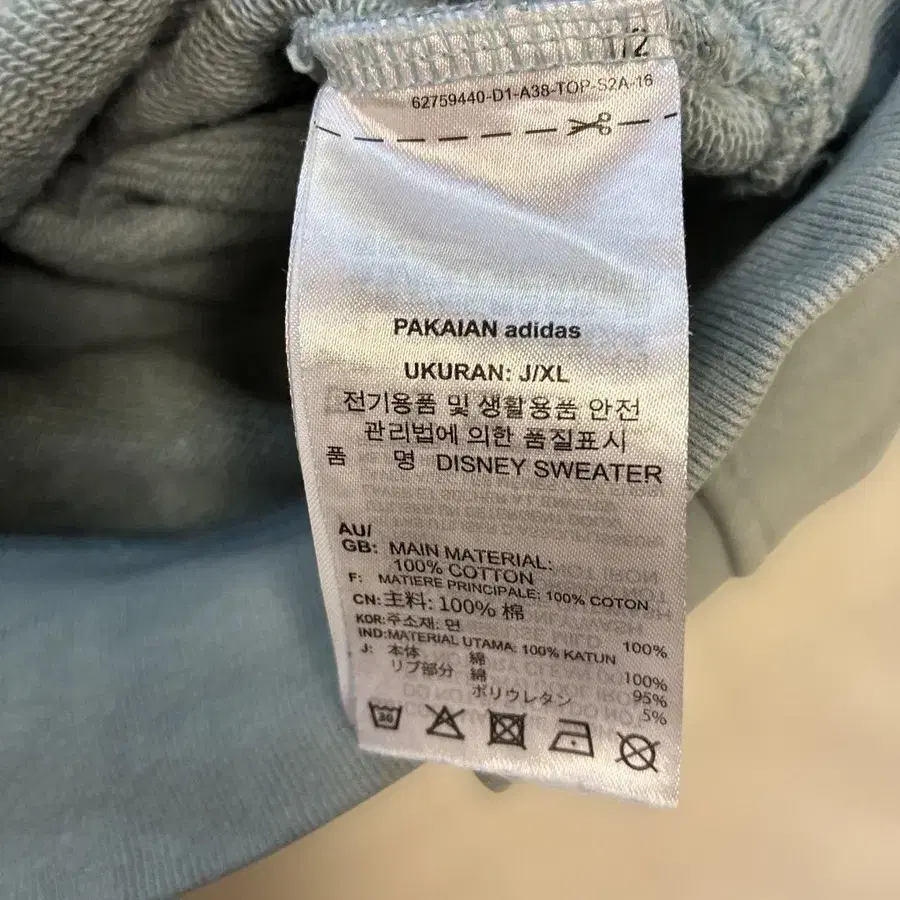 1/2
62759440-D1-A38-TOP-S2A-16
PAKAIAN adidas
UKURAN: J/XL
전기용품 및 생활용품 안전
관리법에 의한 품질표시
품 명 DISNEY SWEATER
AU/
GB: MAIN MATERIAL:
100% COTTON
F: MATIERE PRINCIPALE: 100% COTON
CN:主料: 100% 棉
KOR:주소재: 면 100%
IND:MATERIAL UTAMA: 100% KATUN
J: 本体 綿 100%
リブ部分 綿 95%
ポリウレタン 5%
30